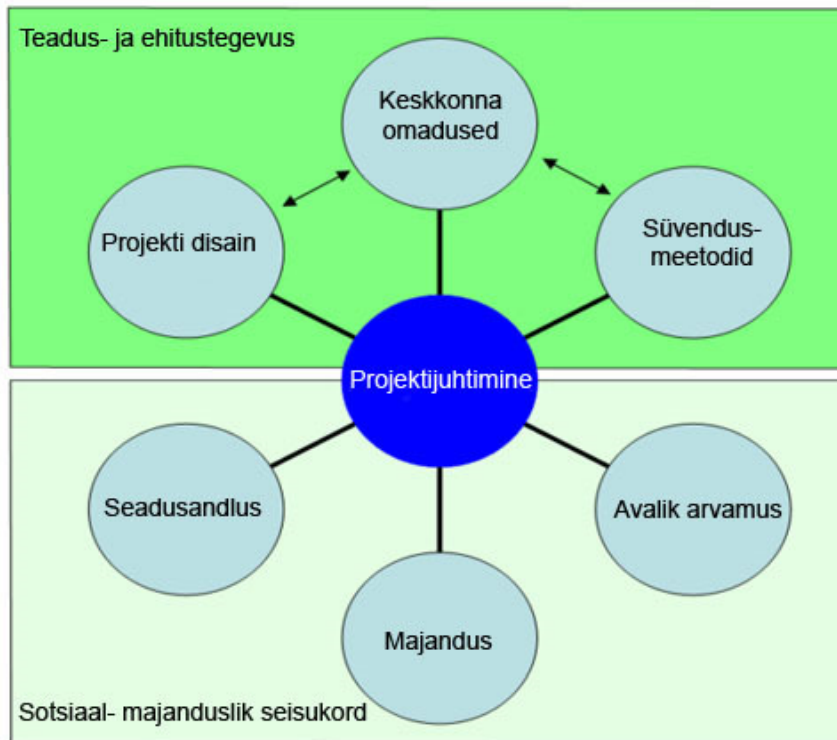 Teadus- ja ehitustegevus
Keskkonna
omadused
Projekti disain
Süvendus-
meetodid
Projektijuhtimine
Seadusandlus
Avalik arvamus
Majandus
Sotsiaal- majanduslik seisukord